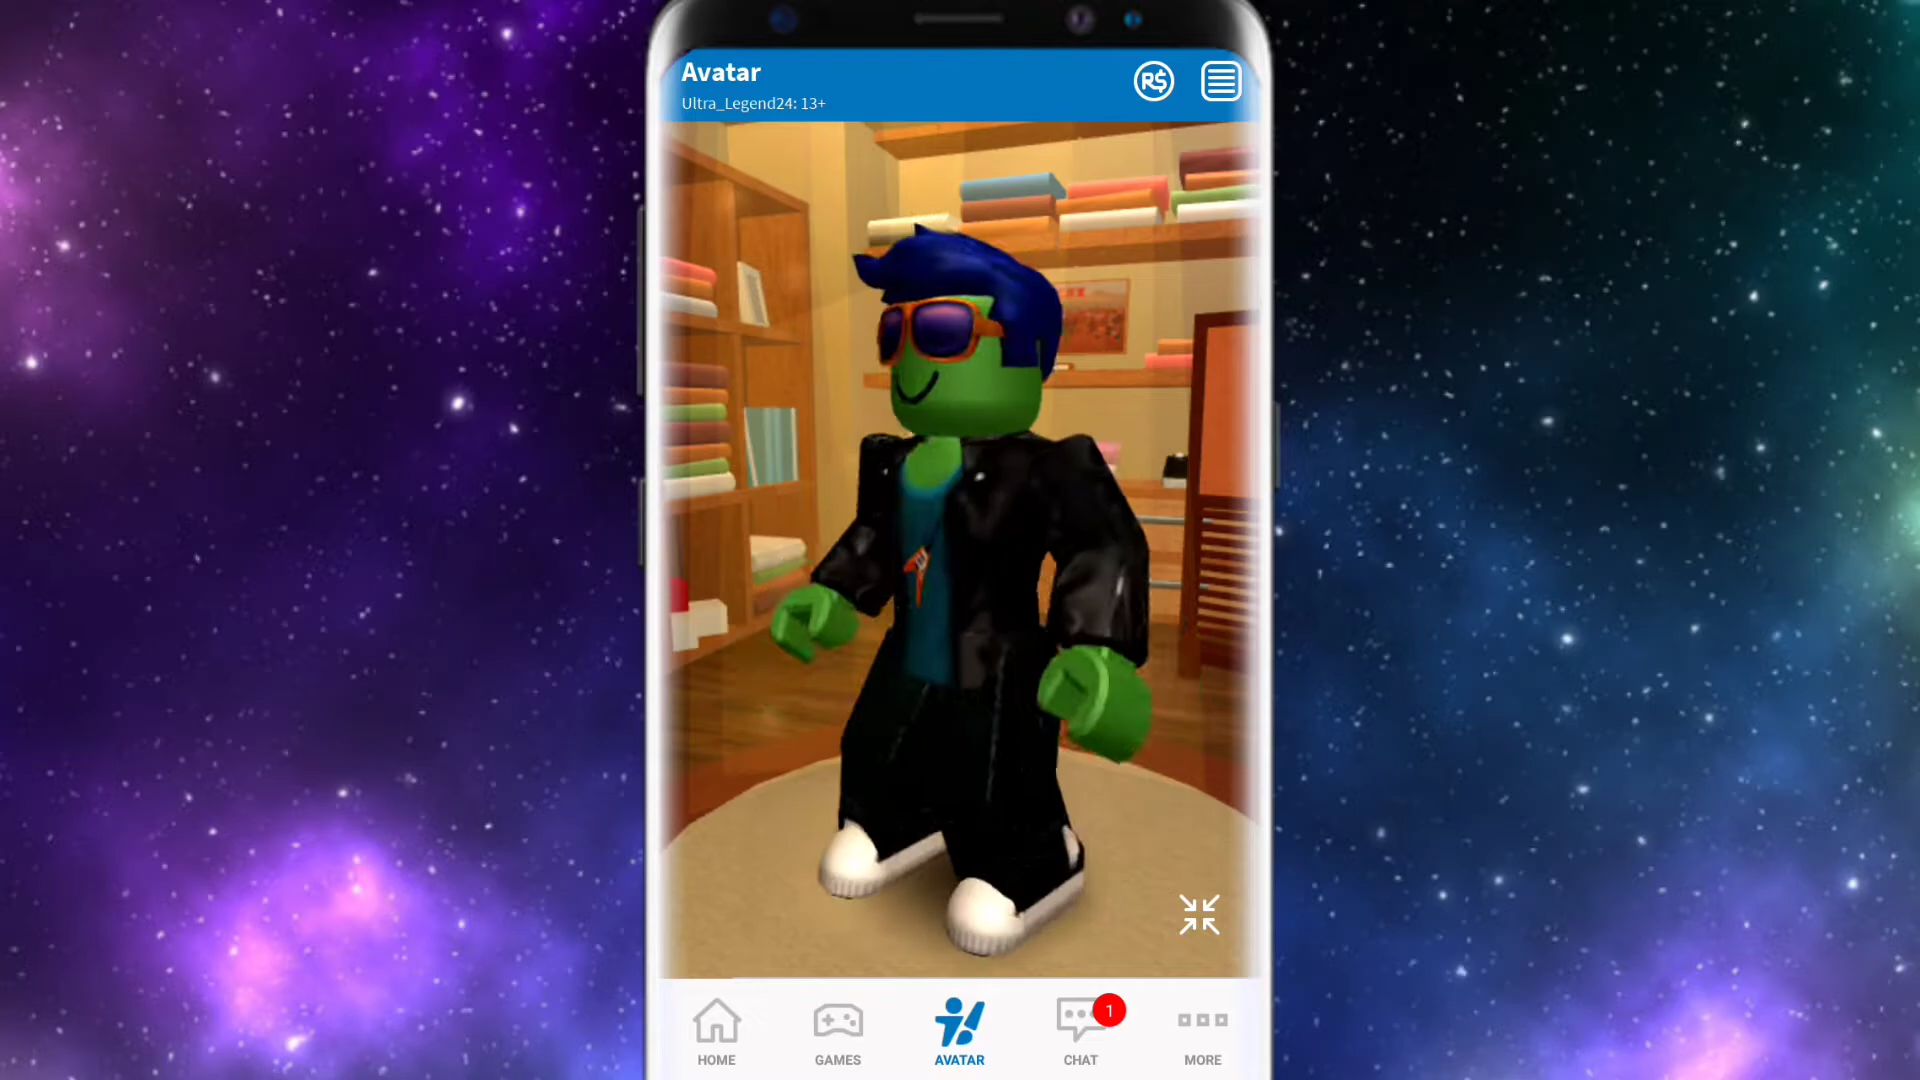 Avatar
Ultra_Legend24: 13+
R$
1
HOME
GAMES
AVATAR
CHAT
MORE